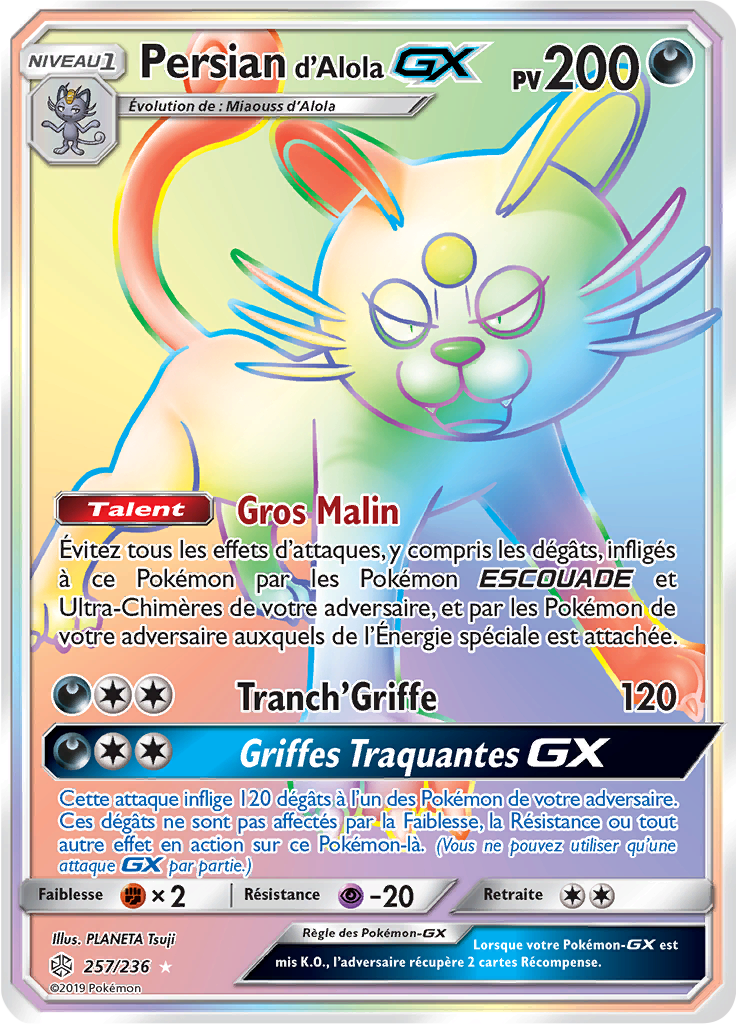 NIVEAU 1
Persian d'Alola GX
PV 200
Évolution de : Miaouss d'Alola
Talent Gros Malin
Évitez tous les effets d'attaques, y compris les dégâts, infligés
à ce Pokémon par les Pokémon ESCOUADE et
Ultra-Chimères de votre adversaire, et par les Pokémon de
votre adversaire auxquels de l'Énergie spéciale est attachée.
Tranch'Griffe 120
Griffes Traquantes GX
Cette attaque inflige 120 dégâts à l'un des Pokémon de votre adversaire.
Ces dégâts ne sont pas affectés par la Faiblesse, la Résistance ou tout
autre effet en action sur ce Pokémon-là. (Vous ne pouvez utiliser qu'une
attaque GX par partie.)
Faiblesse × 2 Résistance -20 Retraite
Illus. PLANETA Tsuji
257/236
©2019 Pokémon
Règle des Pokémon-GX
Lorsque votre Pokémon-GX est
mis K.O., l'adversaire récupère 2 cartes Récompense.